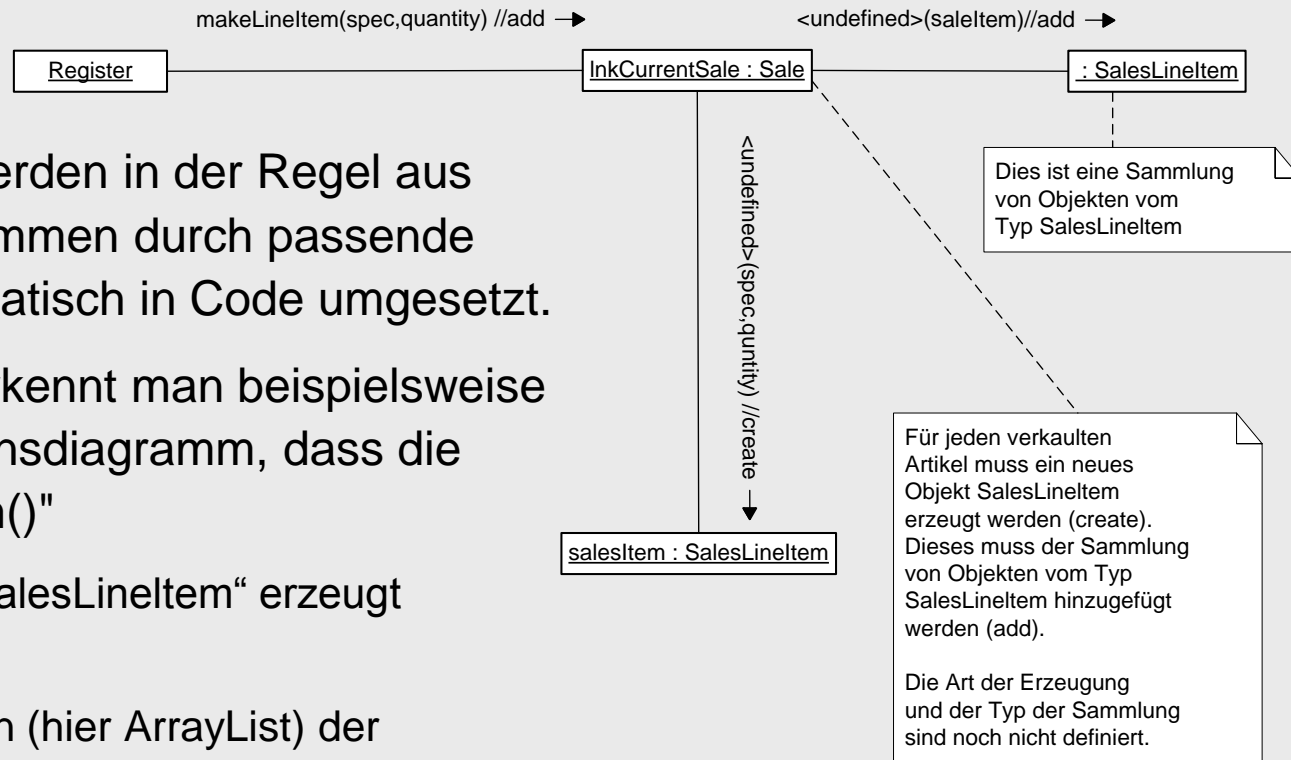 makeLineItem(spec,quantity) //add
<undefined>(saleItem)//add
Register
lnkCurrentSale : Sale
: SalesLineItem
erden in der Regel aus
mmen durch passende
atisch in Code umgesetzt.
kennt man beispielsweise
nsdiagramm, dass die
n()"
alesLineItem“ erzeugt
n (hier ArrayList) der
<undefined>(spec,quntity) //create
salesItem : SalesLineItem
Dies ist eine Sammlung
von Objekten vom
Typ SalesLineItem
Für jeden verkaulten
Artikel muss ein neues
Objekt SalesLineItem
erzeugt werden (create).
Dieses muss der Sammlung
von Objekten vom Typ
SalesLineItem hinzugefügt
werden (add).
Die Art der Erzeugung
und der Typ der Sammlung
sind noch nicht definiert.